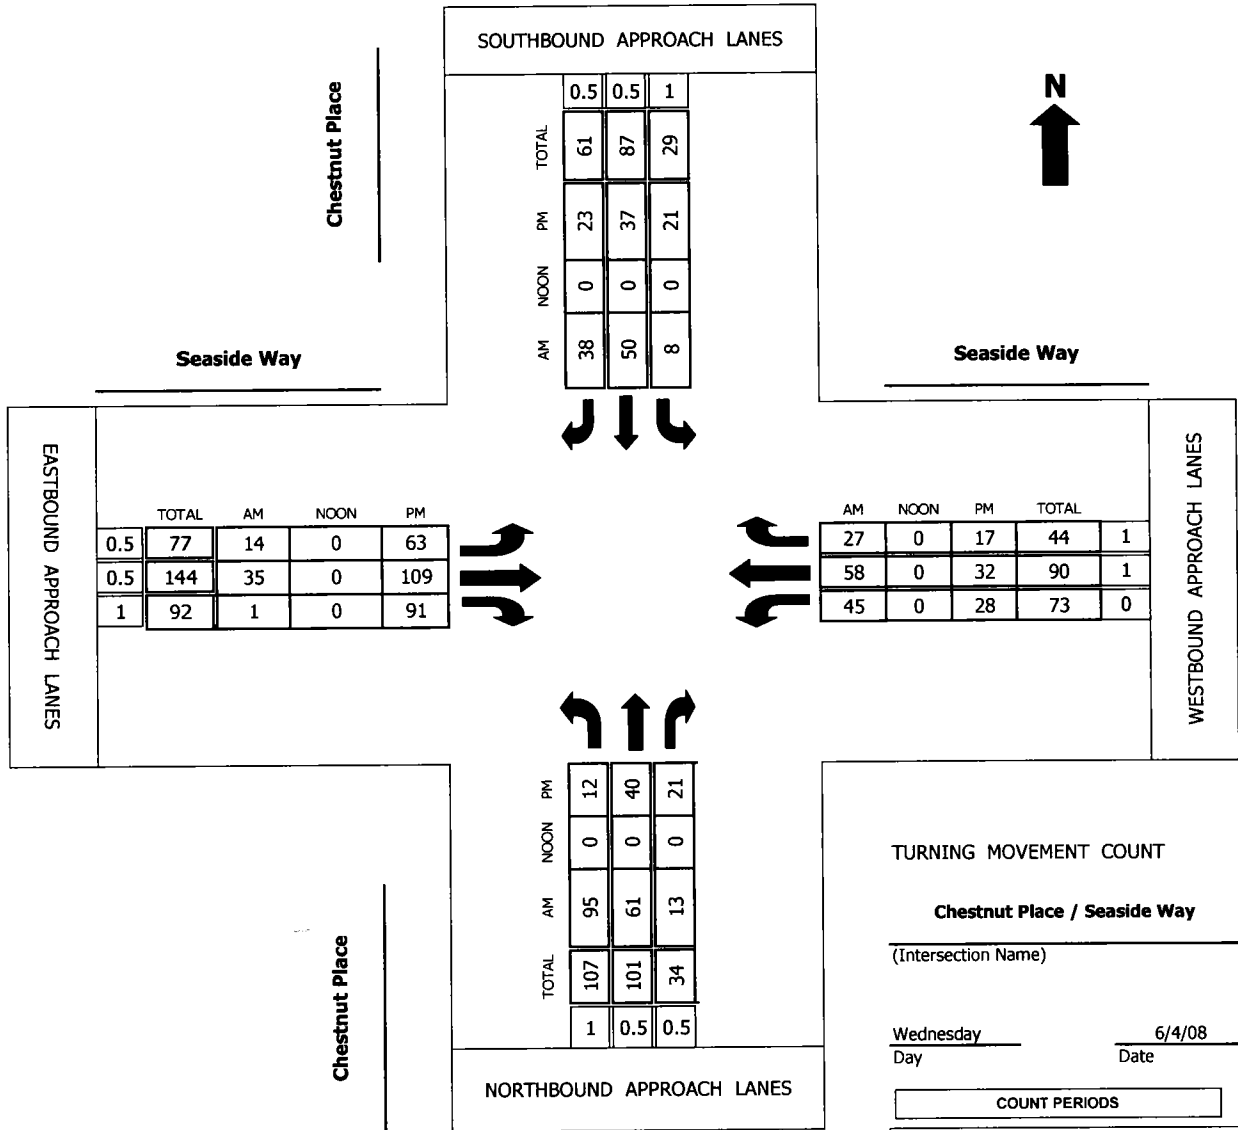 SOUTHBOUND APPROACH LANES
0.5 0.5 1
TOTAL 61 87 29
PM 23 37 21
NOON 0 0 0
AM 38 50 8
Chestnut Place
N
Seaside Way
Seaside Way
EASTBOUND APPROACH LANES
TOTAL AM NOON PM
0.5 77 14 0 63
0.5 144 35 0 109
1 92 1 0 91
AM NOON PM TOTAL
27 0 17 44 1
58 0 32 90 1
45 0 28 73 0
WESTBOUND APPROACH LANES
PM 12 40 21
NOON 0 0 0
AM 95 61 13
TOTAL 107 101 34
1 0.5 0.5
NORTHBOUND APPROACH LANES
Chestnut Place
TURNING MOVEMENT COUNT
Chestnut Place / Seaside Way
(Intersection Name)
Wednesday 6/4/08
Day Date
COUNT PERIODS